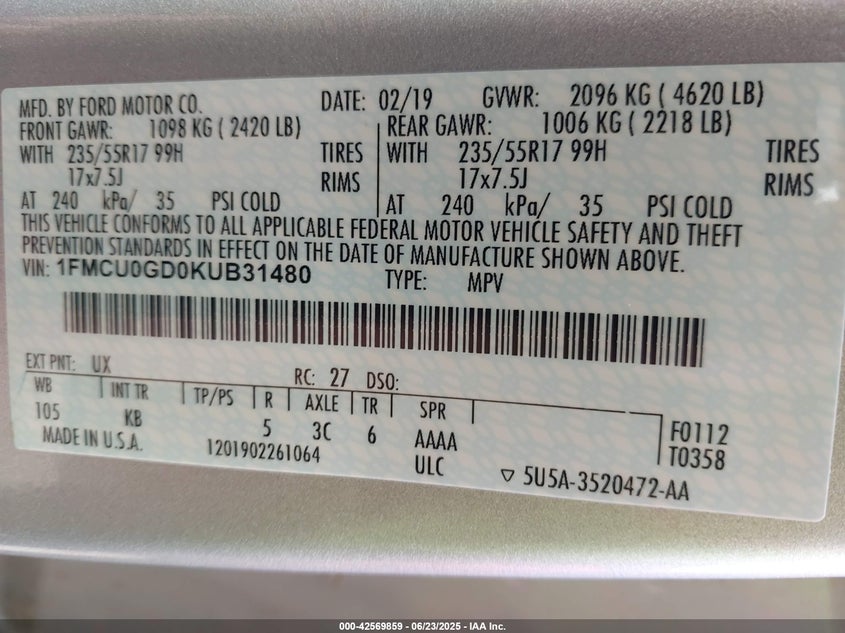 MFD. BY FORD MOTOR CO. DATE: 02/19 GVWR: 2096 KG ( 4620 LB)
FRONT GAWR: 1098 KG ( 2420 LB) REAR GAWR: 1006 KG ( 2218 LB)
WITH 235/55R17 99H TIRES WITH 235/55R17 99H TIRES
17x7.5J RIMS 17x7.5J RIMS
AT 240 kPa/ 35 PSI COLD AT 240 kPa/ 35 PSI COLD
THIS VEHICLE CONFORMS TO ALL APPLICABLE FEDERAL MOTOR VEHICLE SAFETY AND THEFT
PREVENTION STANDARDS IN EFFECT ON THE DATE OF MANUFACTURE SHOWN ABOVE.
VIN: 1FMCU0GD0KUB31480 TYPE: MPV
EXT PNT: UX RC: 27 DSO:
WB INT TR TP/PS R AXLE TR SPR
105 KB 5 3C 6 AAAA F0112
MADE IN U.S.A. 1201902261064 ULC T0358
▽ 5U5A-3520472-AA
000-42569859 - 06/23/2025 - IAA Inc.